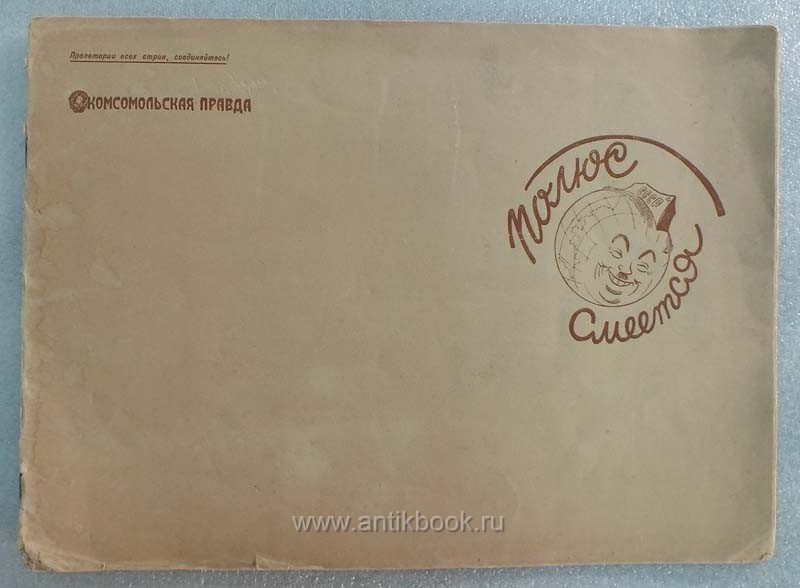 Пролетарии всех стран, соединяйтесь!
КОМСОМОЛЬСКАЯ ПРАВДА
Полюс
СССР
Смеется
www.antikbook.ru